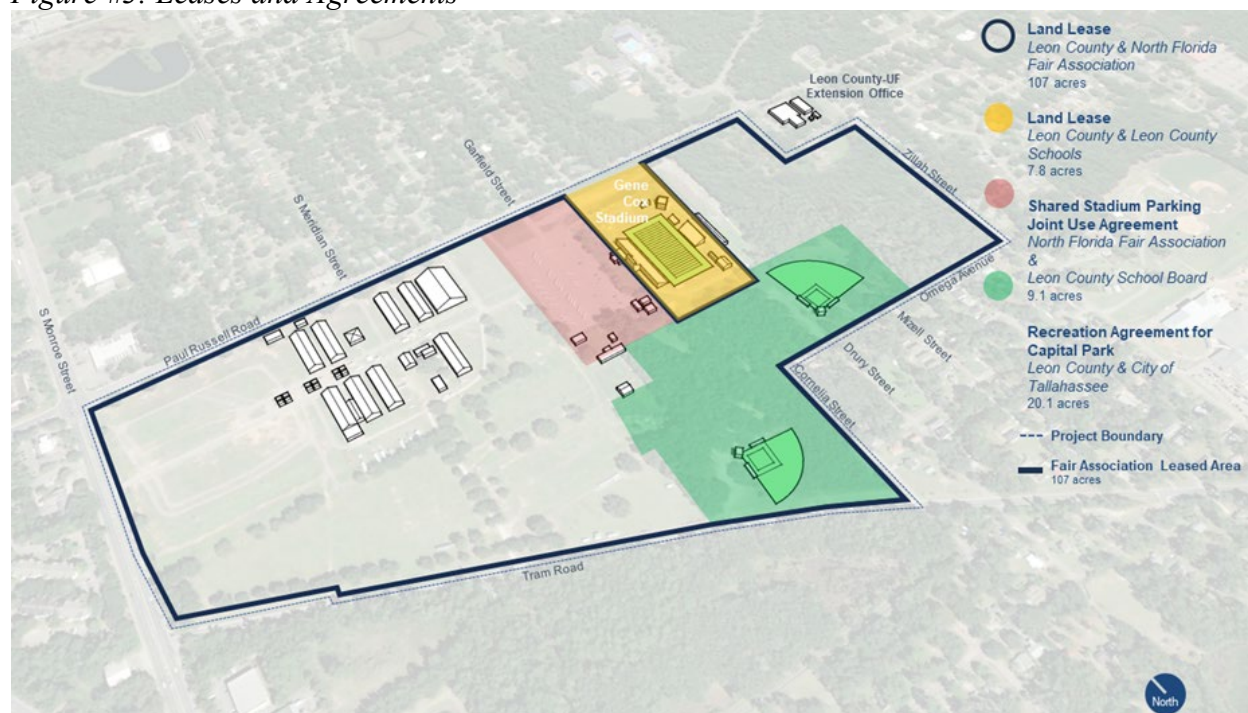 Figure #3: Leases and Agreements
Land Lease
Leon County & North Florida
Fair Association
107 acres
Land Lease
Leon County & Leon County
Schools
7.8 acres
Shared Stadium Parking
Joint Use Agreement
North Florida Fair Association
&
Leon County School Board
9.1 acres
Recreation Agreement for
Capital Park
Leon County & City of
Tallahassee
20.1 acres
Project Boundary
Fair Association Leased Area
107 acres
Leon County-UF
Extension Office
Zillah Street
Garfield Street
Gene
Cox
Stadium
S Meridian Street
Omega Avenue
S Monroe Street
Paul Russell Road
Mizell Street
Drury Street
Cornelia Street
Tram Road
North